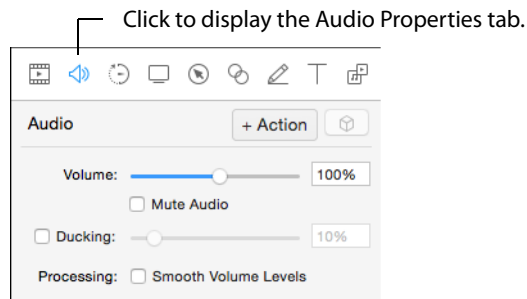 Click to display the Audio Properties tab.
Audio + Action
Volume: 100%
Mute Audio
Ducking: 10%
Processing: Smooth Volume Levels